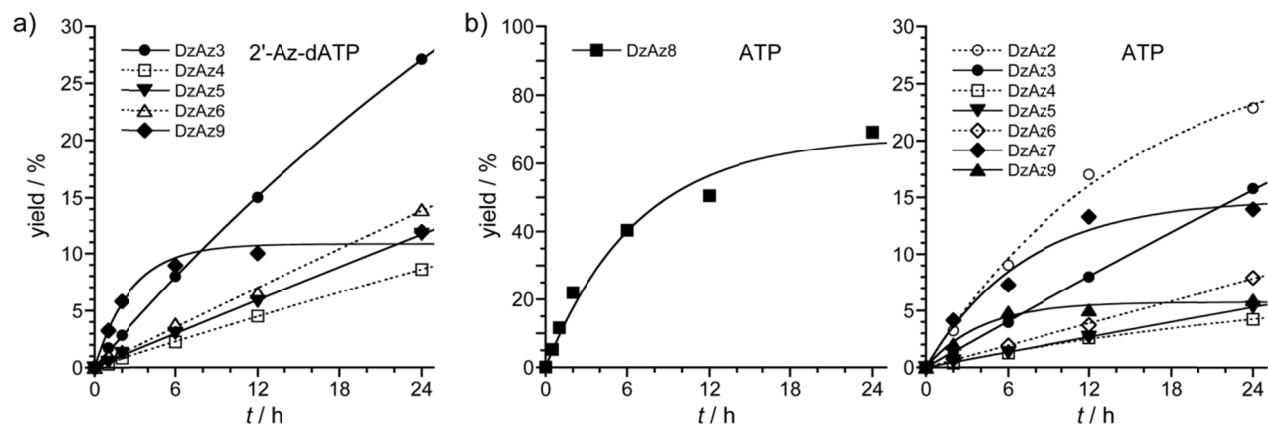 a)
2'-Az-dATP
DzAz3
DzAz4
DzAz5
DzAz6
DzAz9
yield / %
30
25
20
15
10
5
0
0 6 12 18 24
t / h
b)
DzAz8
ATP
yield / %
100
80
60
40
20
0
0 6 12 18 24
t / h
ATP
DzAz2
DzAz3
DzAz4
DzAz5
DzAz6
DzAz7
DzAz9
30
25
20
15
10
5
0
0 6 12 18 24
t / h